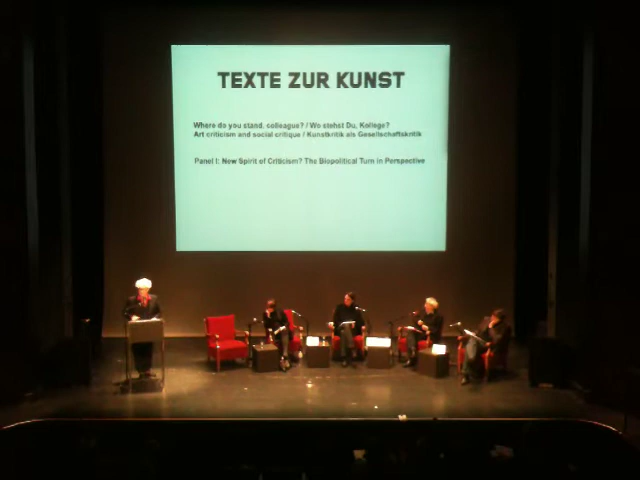 TEXTE ZUR KUNST
Where do you stand, colleague? / Wo stehst Du, Kollege?
Art criticism and social critique / Kunstkritik als Gesellschaftskritik
Panel I: New Spirit of Criticism? The Biopolitical Turn in Perspective